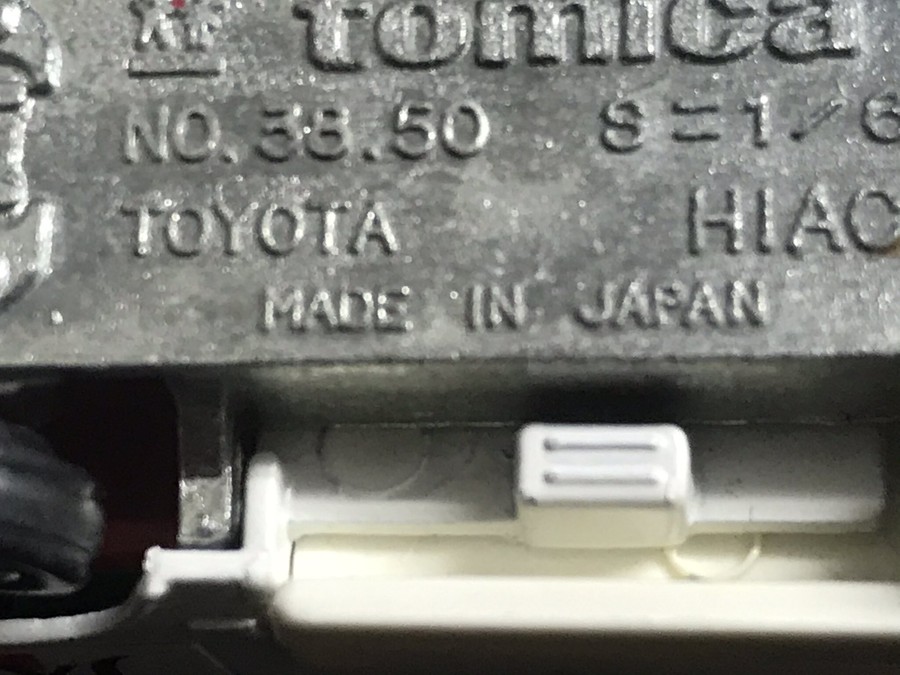 tomica
NO. 38.50 S=1/6
TOYOTA HIAC
MADE IN JAPAN